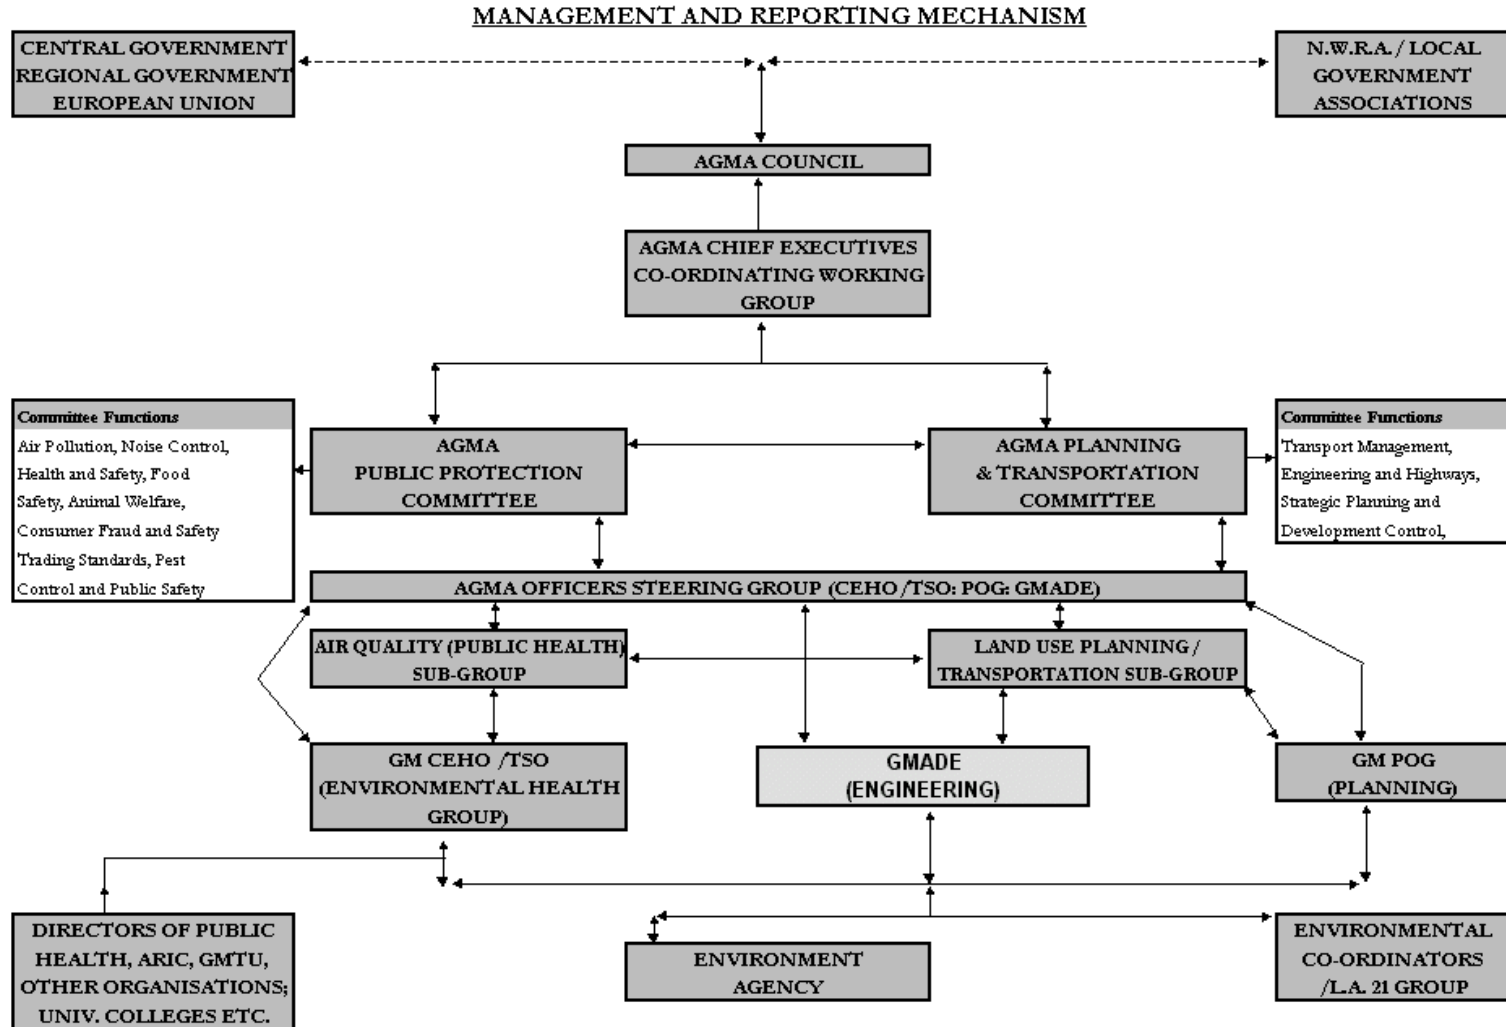 MANAGEMENT AND REPORTING MECHANISM
CENTRAL GOVERNMENT
REGIONAL GOVERNMENT
EUROPEAN UNION
N.W.R.A. / LOCAL
GOVERNMENT
ASSOCIATIONS
AGMA COUNCIL
AGMA CHIEF EXECUTIVES
CO-ORDINATING WORKING
GROUP
Committee Functions
Air Pollution, Noise Control,
Health and Safety, Food
Safety, Animal Welfare,
Consumer Fraud and Safety
Trading Standards, Pest
Control and Public Safety
AGMA
PUBLIC PROTECTION
COMMITTEE
AGMA PLANNING
& TRANSPORTATION
COMMITTEE
Committee Functions
Transport Management,
Engineering and Highways,
Strategic Planning and
Development Control,
AGMA OFFICERS STEERING GROUP (CEHO/TSO: POG: GMADE)
AIR QUALITY (PUBLIC HEALTH)
SUB-GROUP
LAND USE PLANNING /
TRANSPORTATION SUB-GROUP
GM CEHO /TSO
(ENVIRONMENTAL HEALTH
GROUP)
GMADE
(ENGINEERING)
GM POG
(PLANNING)
DIRECTORS OF PUBLIC
HEALTH, ARIC, GMTU,
OTHER ORGANISATIONS;
UNIV. COLLEGES ETC.
ENVIRONMENT
AGENCY
ENVIRONMENTAL
CO-ORDINATORS
/L.A. 21 GROUP